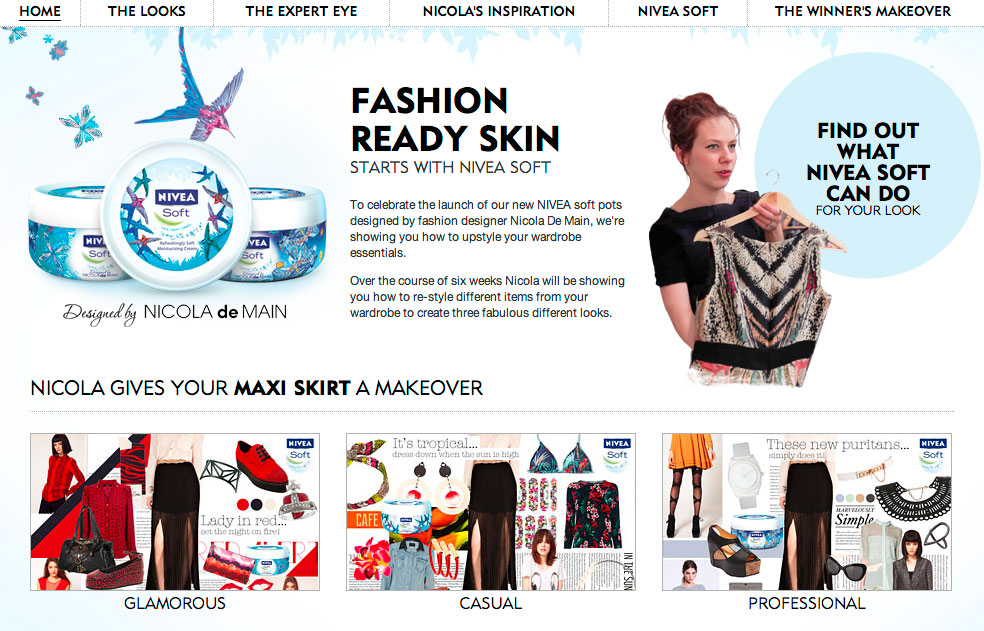 HOME THE LOOKS THE EXPERT EYE NICOLA'S INSPIRATION NIVEA SOFT THE WINNER'S MAKEOVER
FASHION
READY SKIN
STARTS WITH NIVEA SOFT
To celebrate the launch of our new NIVEA soft pots
designed by fashion designer Nicola De Main, we're
showing you how to upstyle your wardrobe
essentials.
Over the course of six weeks Nicola will be showing
you how to re-style different items from your
wardrobe to create three fabulous different looks.
NIVEA
Soft
Refreshingly Soft
Moisturizing Cream
Designed by NICOLA de MAIN
FIND OUT
WHAT
NIVEA SOFT
CAN DO
FOR YOUR LOOK
NICOLA GIVES YOUR MAXI SKIRT A MAKEOVER
NIVEA
Soft
Lady in red...
set the night on fire!
GLAMOROUS
It's tropical...
dress down when the sun is high
NIVEA
Soft
CAFE
IN THE SUN
CASUAL
These new puritans...
simply does it!
NIVEA
Soft
MARVELOUSLY
Simple
PROFESSIONAL